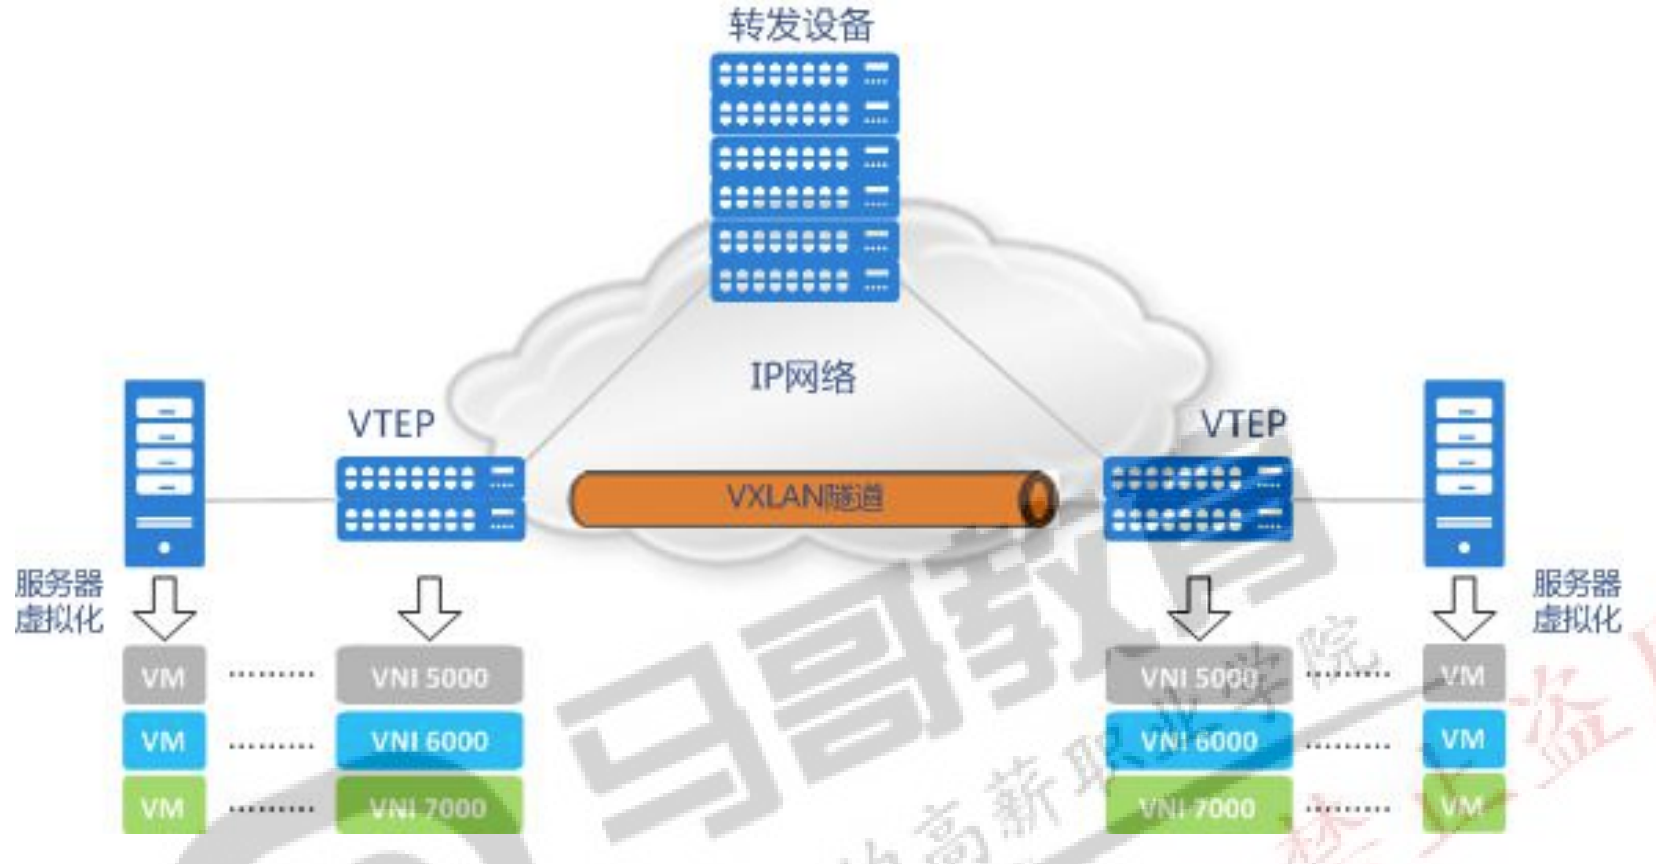 转发设备
IP网络
VTEP
VTEP
VXLAN隧道
服务器
虚拟化
服务器
虚拟化
VM
VNI 5000
VNI 5000
VM
VM
VNI 6000
VNI 6000
VM
VM
VNI 7000
VNI 7000
VM
马哥教育
的高薪职业学院
禁止盗